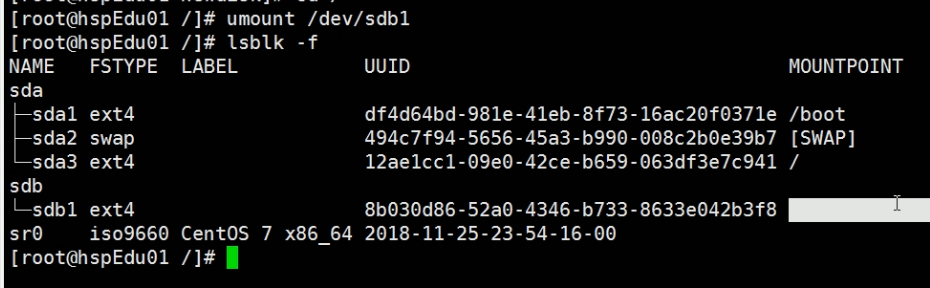 [root@hspEdu01 /]# umount /dev/sdb1
[root@hspEdu01 /]# lsblk -f
NAME   FSTYPE  LABEL           UUID                                 MOUNTPOINT
sda
├─sda1 ext4                    df4d64bd-981e-41eb-8f73-16ac20f0371e /boot
├─sda2 swap                    494c7f94-5656-45a3-b990-008c2b0e39b7 [SWAP]
└─sda3 ext4                    12ae1cc1-09e0-42ce-b659-063df3e7c941 /
sdb
└─sdb1 ext4                    8b030d86-52a0-4346-b733-8633e042b3f8
sr0    iso9660 CentOS 7 x86_64 2018-11-25-23-54-16-00
[root@hspEdu01 /]#